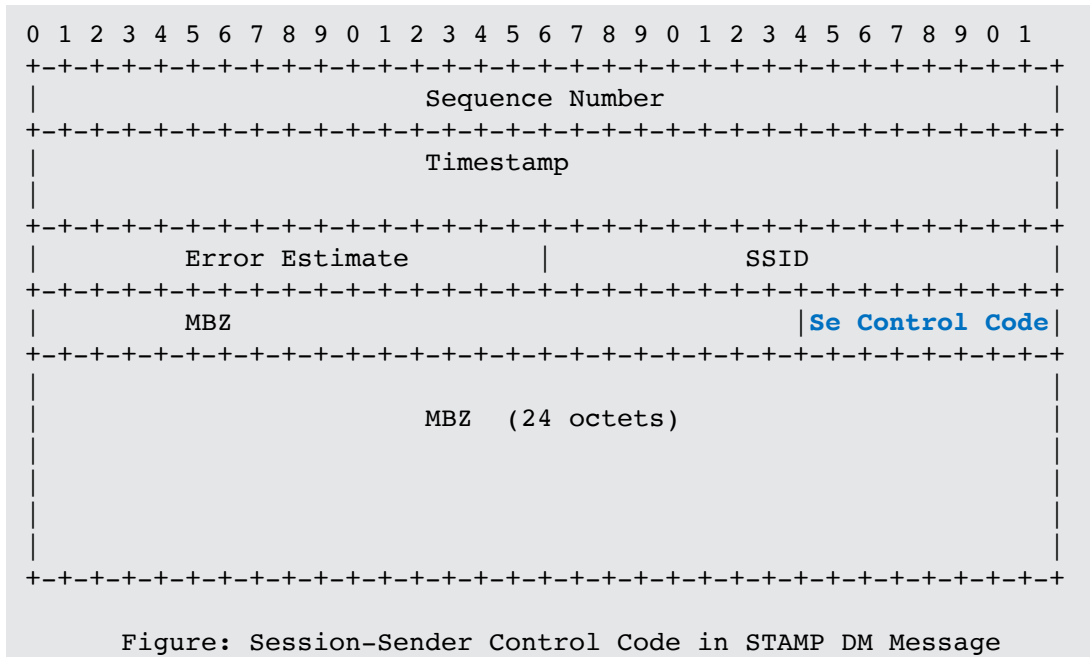 0 1 2 3 4 5 6 7 8 9 0 1 2 3 4 5 6 7 8 9 0 1 2 3 4 5 6 7 8 9 0 1
+-+-+-+-+-+-+-+-+-+-+-+-+-+-+-+-+-+-+-+-+-+-+-+-+-+-+-+-+-+-+-+-+
|                        Sequence Number                        |
+-+-+-+-+-+-+-+-+-+-+-+-+-+-+-+-+-+-+-+-+-+-+-+-+-+-+-+-+-+-+-+-+
|                        Timestamp                              |
|                                                               |
+-+-+-+-+-+-+-+-+-+-+-+-+-+-+-+-+-+-+-+-+-+-+-+-+-+-+-+-+-+-+-+-+
|         Error Estimate        |            SSID               |
+-+-+-+-+-+-+-+-+-+-+-+-+-+-+-+-+-+-+-+-+-+-+-+-+-+-+-+-+-+-+-+-+
|         MBZ                                   |Se Control Code|
+-+-+-+-+-+-+-+-+-+-+-+-+-+-+-+-+-+-+-+-+-+-+-+-+-+-+-+-+-+-+-+-+
|                                                               |
|                        MBZ  (24 octets)                       |
|                                                               |
|                                                               |
|                                                               |
|                                                               |
+-+-+-+-+-+-+-+-+-+-+-+-+-+-+-+-+-+-+-+-+-+-+-+-+-+-+-+-+-+-+-+-+
Figure: Session-Sender Control Code in STAMP DM Message